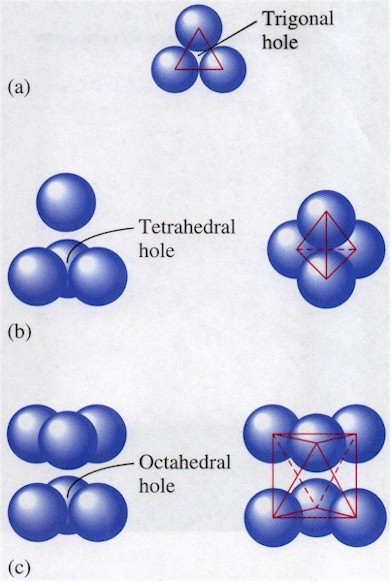 Trigonal
hole
(a)
Tetrahedral
hole
(b)
Octahedral
hole
(c)